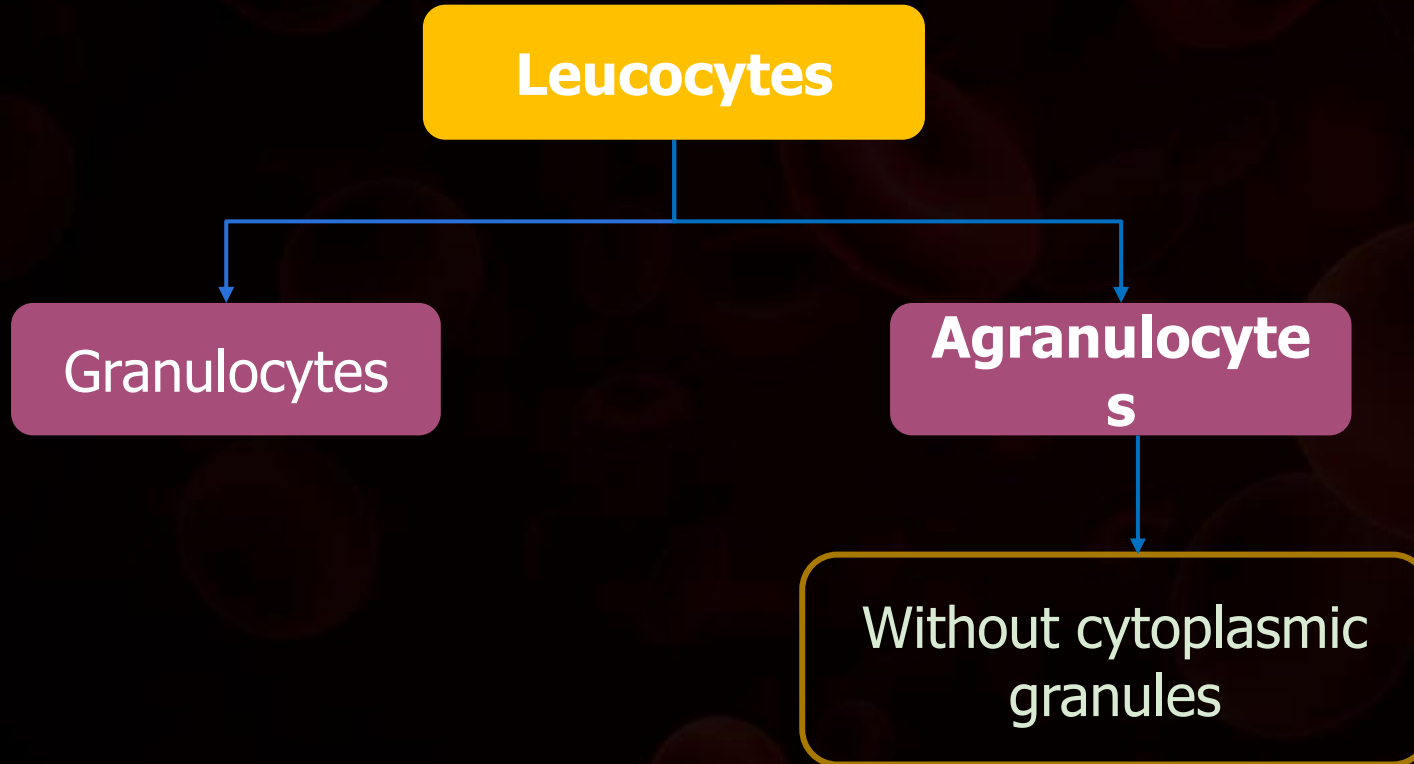 Leucocytes
Granulocytes
Agranulocyte
s
Without cytoplasmic
granules